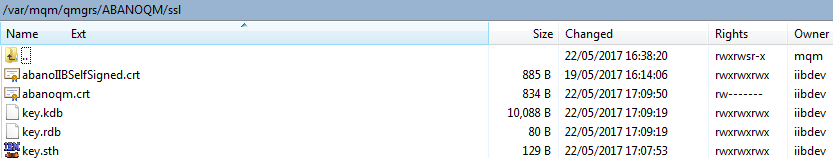 /var/mqm/qmgrs/ABANOQM/ssl
Name Ext Size Changed Rights Owner
.. 22/05/2017 16:38:20 rwxrwsr-x mqm
abanoIIBSelfSigned.crt 885 B 19/05/2017 16:14:06 rwxrwxrwx iibdev
abanoqm.crt 834 B 22/05/2017 17:09:50 rw------- iibdev
key.kdb 10,088 B 22/05/2017 17:09:19 rwxrwxrwx iibdev
key.rdb 80 B 22/05/2017 17:09:19 rwxrwxrwx iibdev
key.sth 129 B 22/05/2017 17:07:53 rwxrwxrwx iibdev